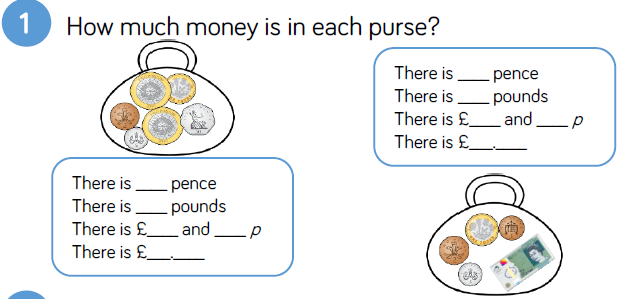 1
How much money is in each purse?
There is ____ pence
There is ____ pounds
There is £____ and ____ p
There is £___.____
There is ____ pence
There is ____ pounds
There is £____ and ____ p
There is £___.____